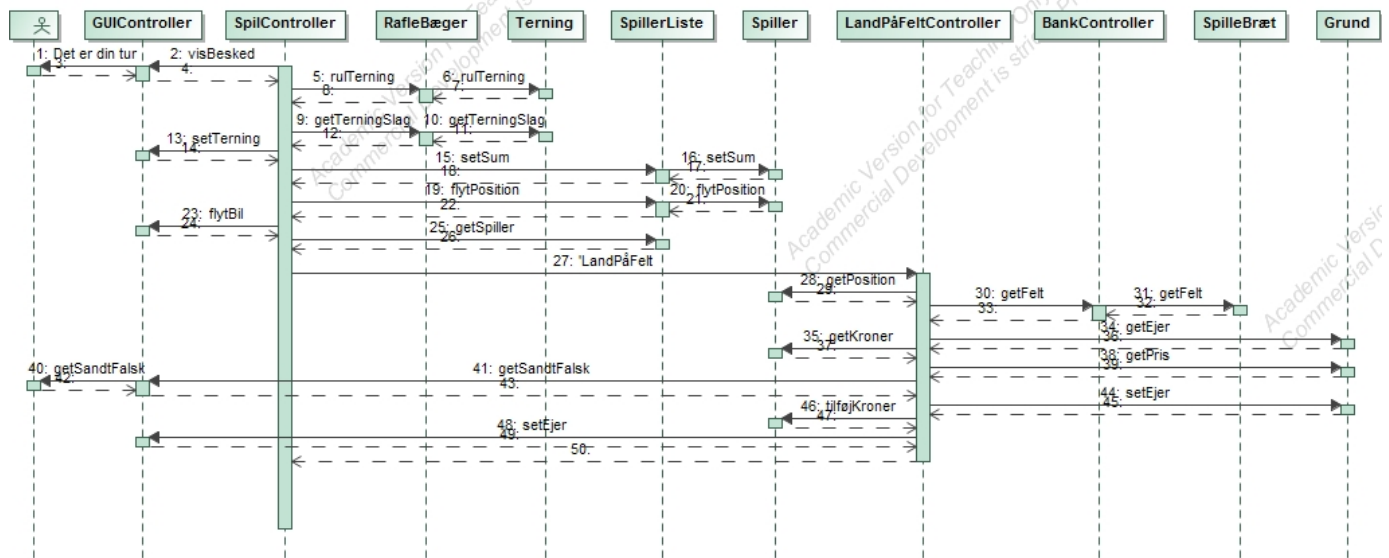 GUIController
SpilController
RafleBæger
Terning
SpillerListe
Spiller
LandPåFeltController
BankController
SpilleBræt
Grund
1: Det er din tur
2: visBesked
3:
4:
5: rulTerning
6: rulTerning
7:
8:
9: getTerningSlag
10: getTerningSlag
11:
12:
13: setTerning
14:
15: setSum
16: setSum
17:
18:
19: flytPosition
20: flytPosition
21:
22:
23: flytBil
24:
25: getSpiller
26:
27: 'LandPåFelt
28: getPosition
29:
30: getFelt
31: getFelt
32:
33:
34: getEjer
35: getKroner
36:
37:
38: getPris
39:
40: getSandtFalsk
41: getSandtFalsk
42:
43:
44: setEjer
45:
46: tilføjKroner
47:
48: setEjer
49:
50:
Academic Version for Teaching Only
Commercial Development is strictly